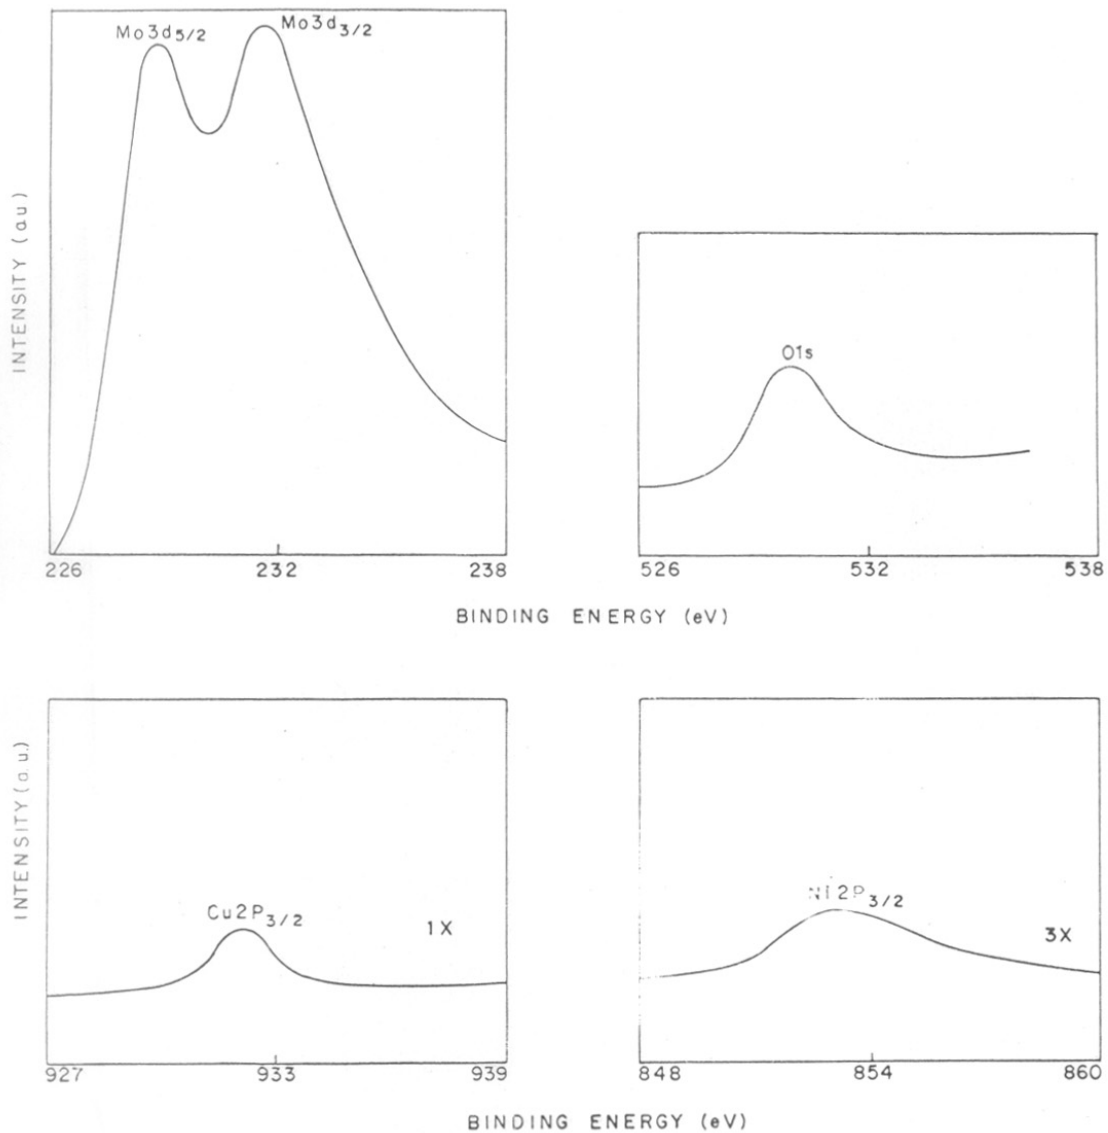 Mo3d5/2
Mo3d3/2
INTENSITY (au)
226
232
238
O1s
526
532
538
BINDING ENERGY (eV)
Cu2P3/2
1X
INTENSITY (a.u.)
927
933
939
Ni2P3/2
3X
848
854
860
BINDING ENERGY (eV)